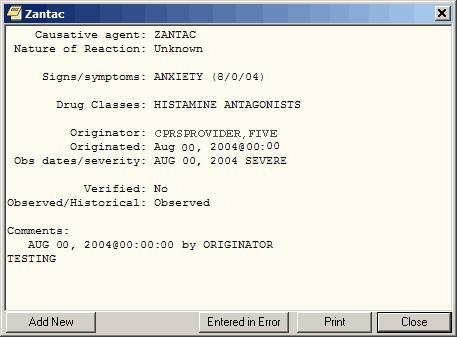 Zantac
Causative agent: ZANTAC
Nature of Reaction: Unknown
Signs/symptoms: ANXIETY (8/0/04)
Drug Classes: HISTAMINE ANTAGONISTS
Originator: CPRSPROVIDER,FIVE
Originated: Aug 00, 2004@00:00
Obs dates/severity: AUG 00, 2004 SEVERE
Verified: No
Observed/Historical: Observed
Comments:
AUG 00, 2004@00:00:00 by ORIGINATOR
TESTING
Add New Entered in Error Print Close